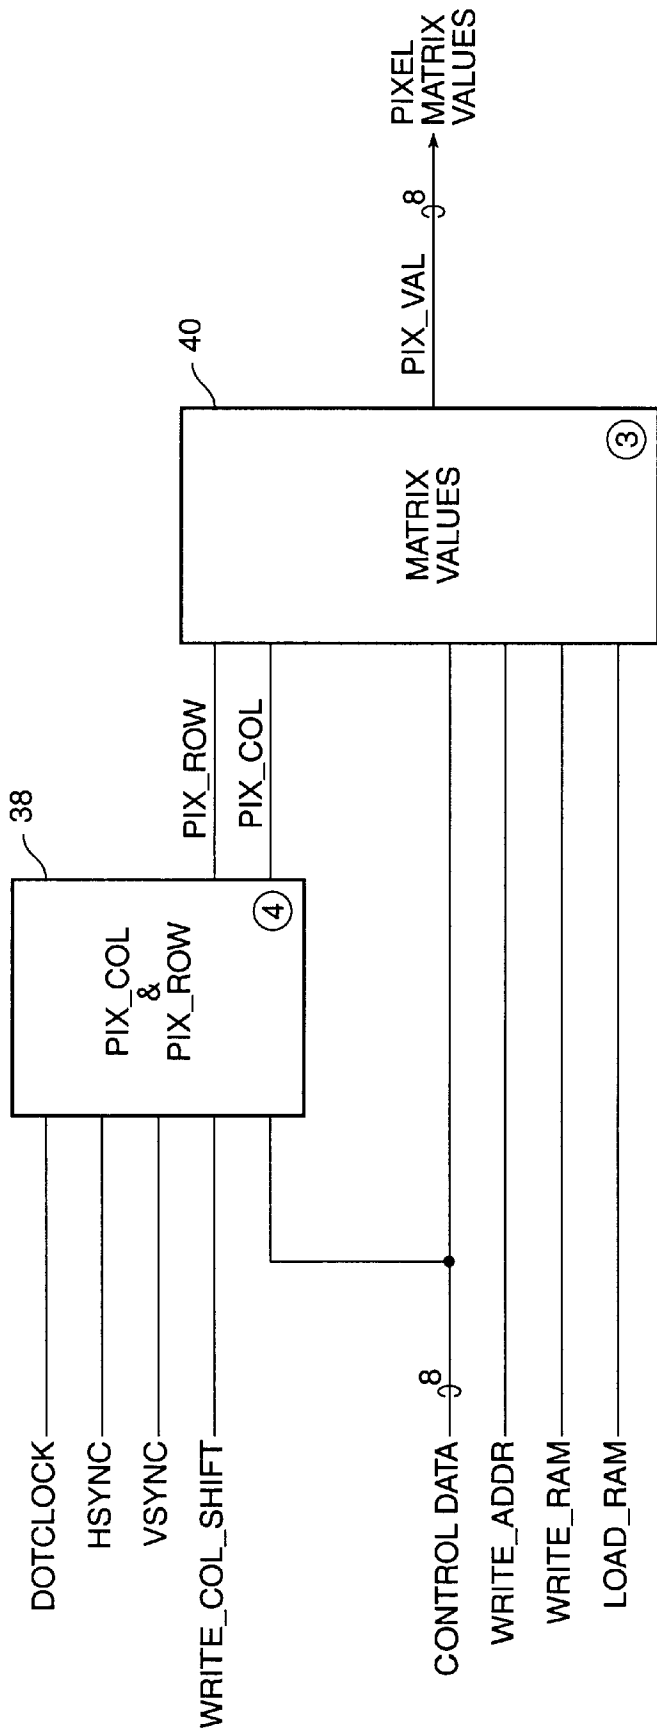 DOTCLOCK
HSYNC
VSYNC
WRITE_COL_SHIFT
CONTROL DATA
8
WRITE_ADDR
WRITE_RAM
LOAD_RAM
38
PIX_COL
&
PIX_ROW
4
PIX_ROW
PIX_COL
40
MATRIX
VALUES
3
PIX_VAL
8
PIXEL
MATRIX
VALUES